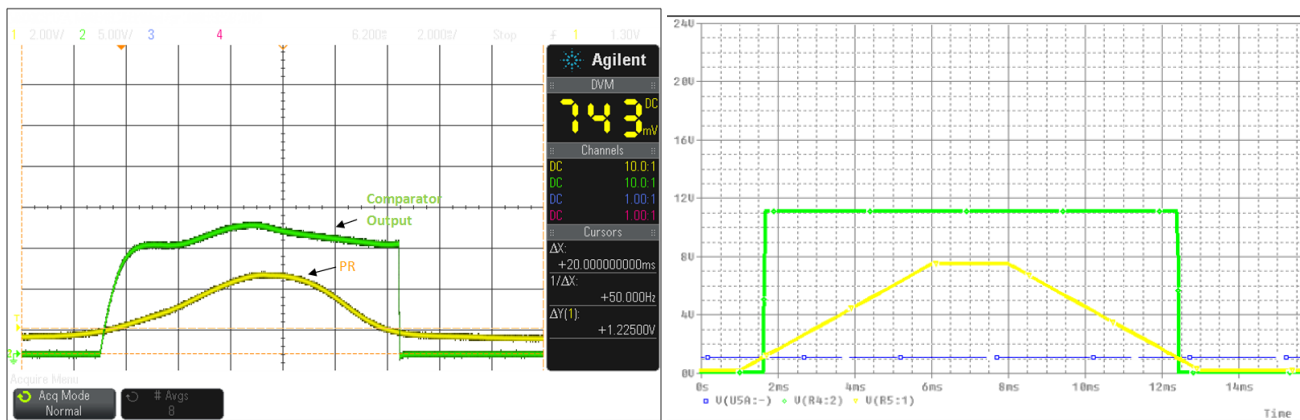 1 2.00V/ 2 5.00V/ 3 4 6.200s/ 2.000s/ Stop 1 1.30V
Agilent
DVM
743 DC mV
Channels
DC 10.0:1
DC 10.0:1
DC 1.00:1
DC 1.00:1
Cursors
ΔX:
+20.000000000ms
1/ΔX:
+50.000Hz
ΔY(1):
+1.22500V
Comparator
Output
PR
1
2
Acquire Menu
Acq Mode
Normal
# Avgs
8
24V
20V
16V
12V
8V
4V
0V
0s 2ms 4ms 6ms 8ms 10ms 12ms 14ms
V(U5A:-) V(R4:2) V(R5:1)
Time